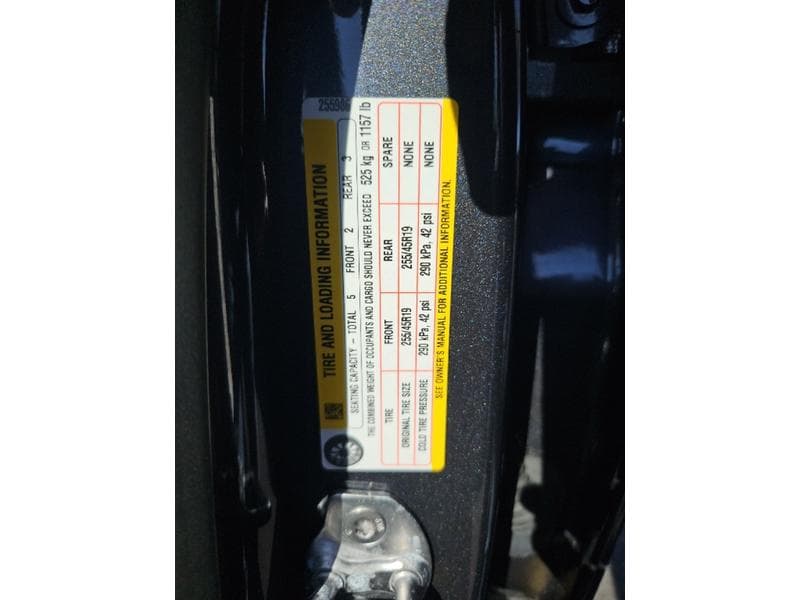 TIRE AND LOADING INFORMATION
SEATING CAPACITY - TOTAL 5 FRONT 2 REAR 3
THE COMBINED WEIGHT OF OCCUPANTS AND CARGO SHOULD NEVER EXCEED 525 kg OR 1157 lb
TIRE FRONT REAR SPARE
ORIGINAL TIRE SIZE 255/45R19 255/45R19 NONE
COLD TIRE PRESSURE 290 kPa, 42 psi 290 kPa, 42 psi NONE
SEE OWNER'S MANUAL FOR ADDITIONAL INFORMATION.